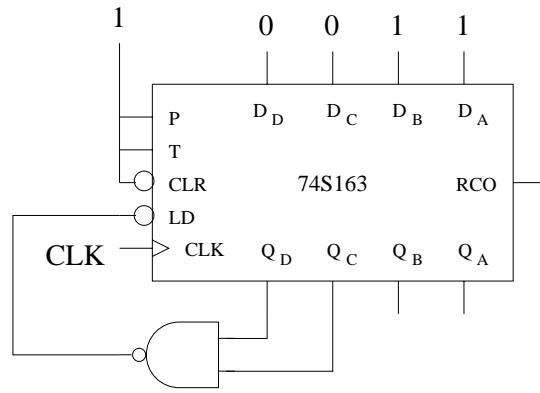 1 0 0 1 1
P D D D C D B D A
T
CLR 74S163 RCO
LD
CLK CLK Q D Q C Q B Q A